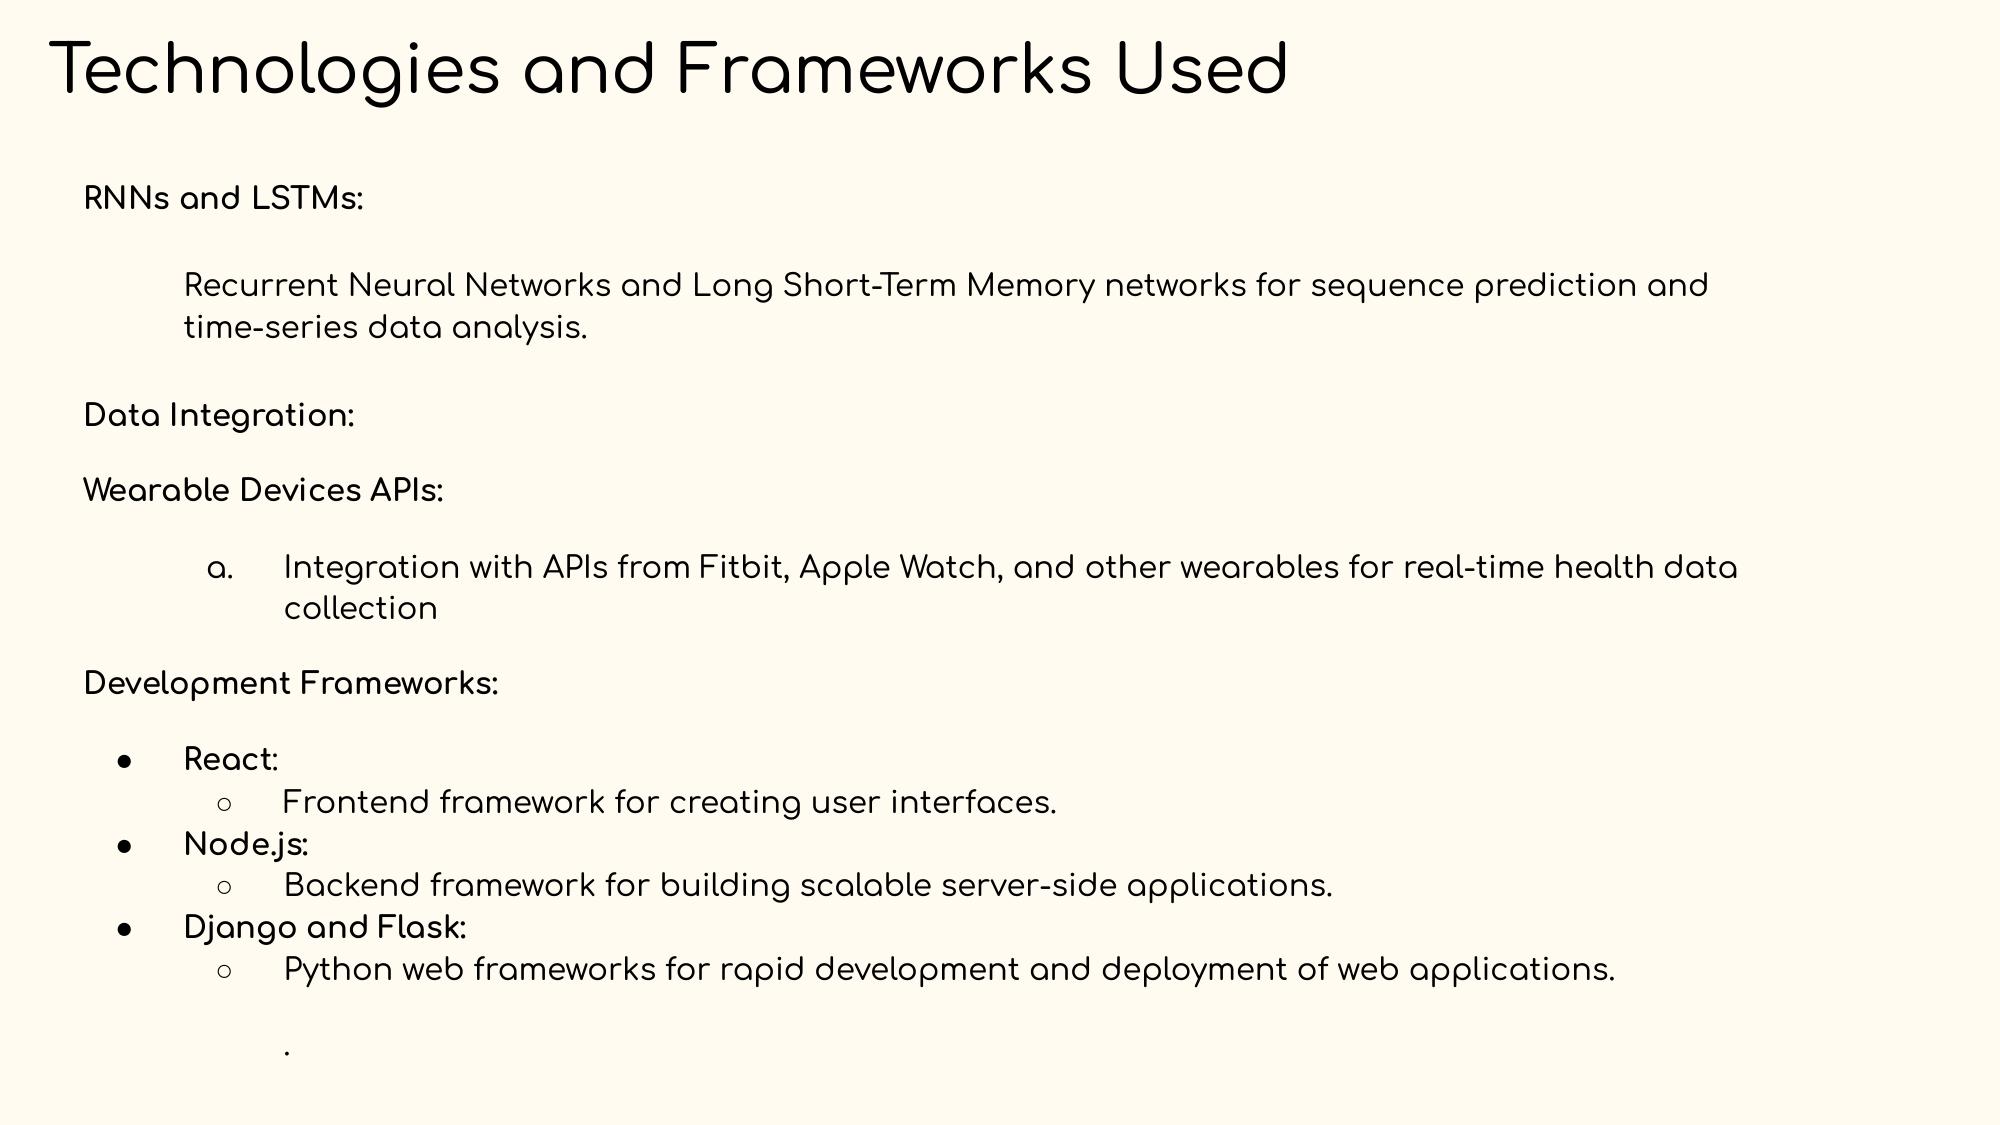 Technologies and Frameworks Used
RNNs and LSTMs:
Recurrent Neural Networks and Long Short-Term Memory networks for sequence prediction and
time-series data analysis.
Data Integration:
Wearable Devices APIs:
a. Integration with APIs from Fitbit, Apple Watch, and other wearables for real-time health data
collection
Development Frameworks:
● React:
○ Frontend framework for creating user interfaces.
● Node.js:
○ Backend framework for building scalable server-side applications.
● Django and Flask:
○ Python web frameworks for rapid development and deployment of web applications.
.